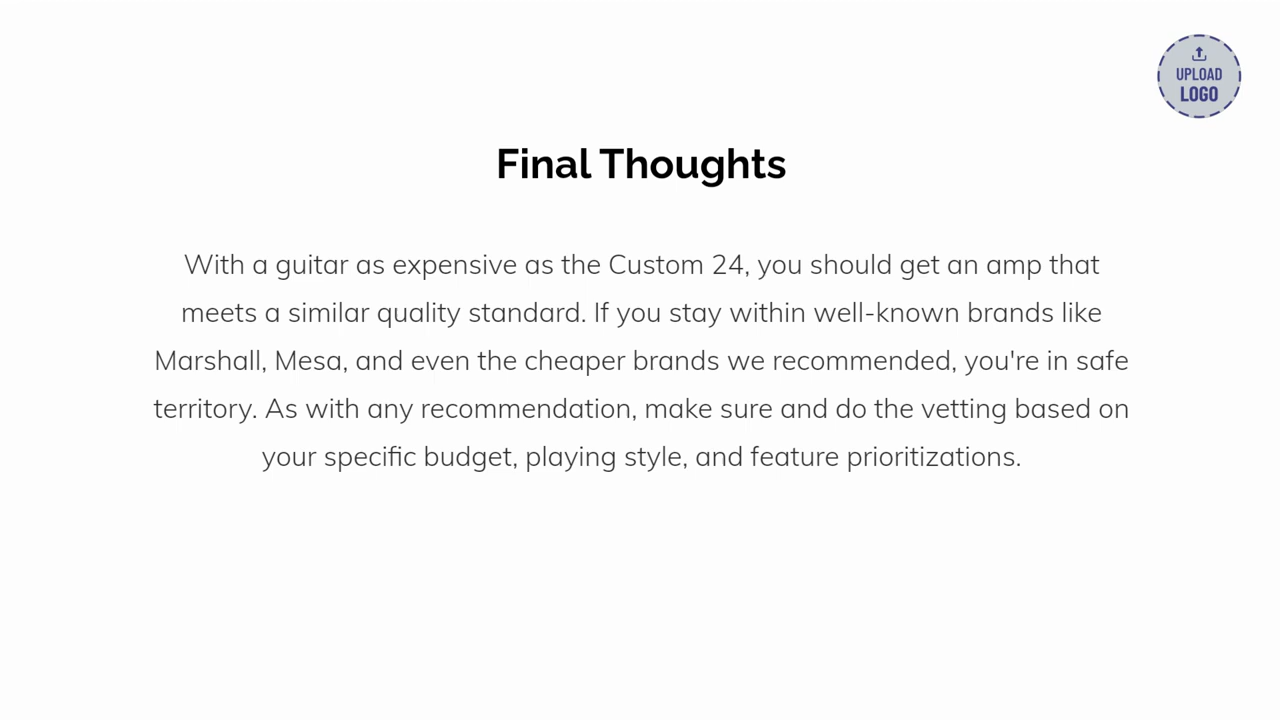 UPLOAD
LOGO
Final Thoughts
With a guitar as expensive as the Custom 24, you should get an amp that
meets a similar quality standard. If you stay within well-known brands like
Marshall, Mesa, and even the cheaper brands we recommended, you're in safe
territory. As with any recommendation, make sure and do the vetting based on
your specific budget, playing style, and feature prioritizations.